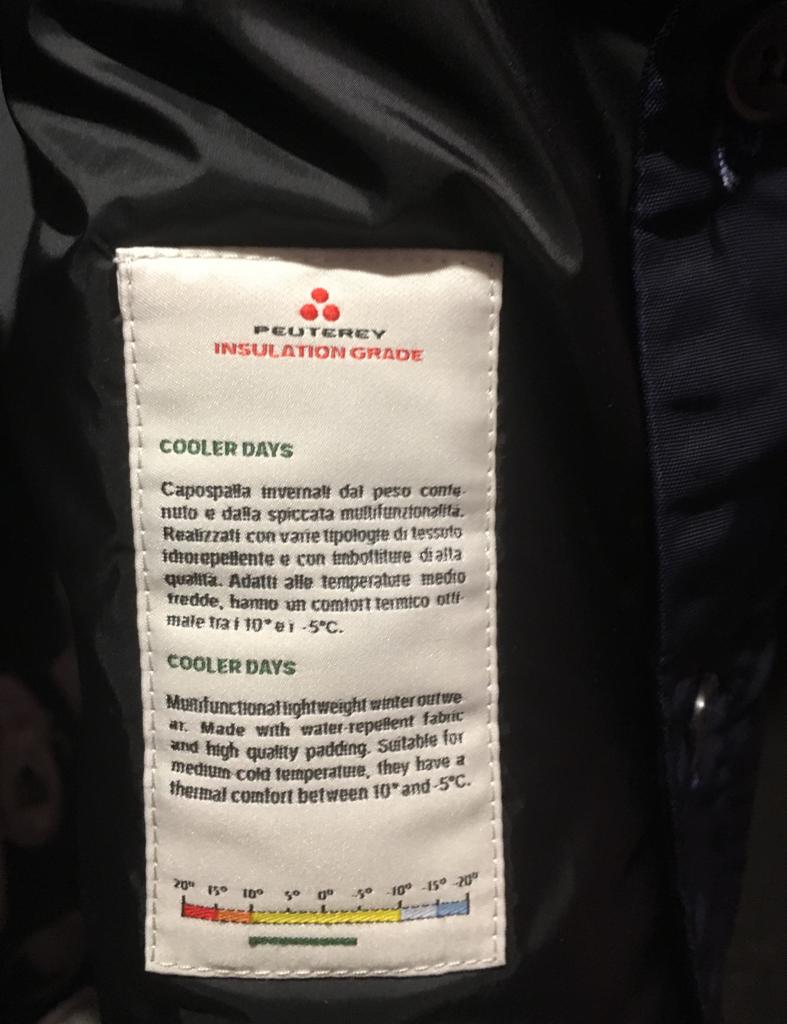 PEUTEREY
INSULATION GRADE
COOLER DAYS
Capospalla invernali dal peso conte-
nuto e dalla spiccata multifunzionalità.
Realizzati con varie tipologie di tessuto
idrorepellente e con imbottiture di alta
qualità. Adatti alle temperature medio
fredde, hanno un comfort termico otti-
male tra i 10° e i -5°C.
COOLER DAYS
Multifunctional lightweight winter outwe
ar. Made with water-repellent fabric
and high quality padding. Suitable for
medium-cold temperature, they have a
thermal comfort between 10° and -5°C.
20° 15° 10° 5° 0° -5° -10° -15° -20°